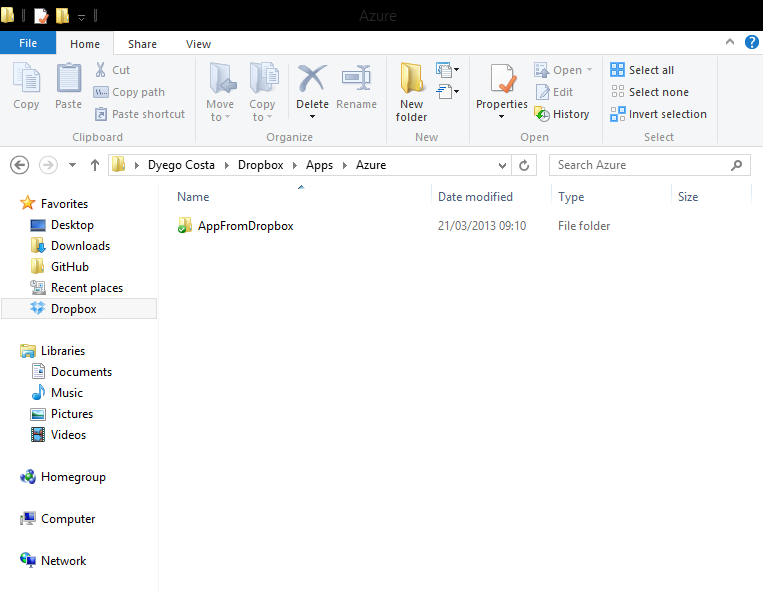 Azure
File Home Share View
Copy Paste Cut Copy path Paste shortcut Move to Copy to Delete Rename New folder Properties Open Edit History Select all Select none Invert selection
Clipboard Organize New Open Select
Dyego Costa Dropbox Apps Azure Search Azure
Name Date modified Type Size
AppFromDropbox 21/03/2013 09:10 File folder
Favorites
Desktop
Downloads
GitHub
Recent places
Dropbox
Libraries
Documents
Music
Pictures
Videos
Homegroup
Computer
Network